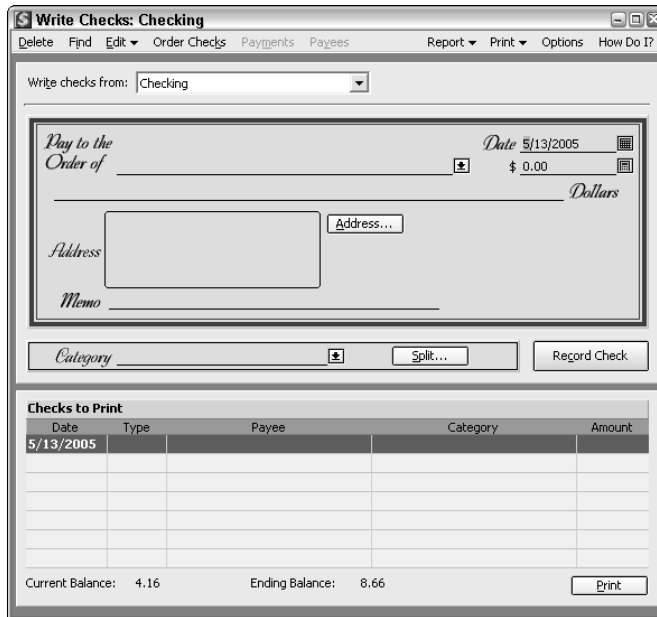 Write Checks: Checking
Delete Find Edit Order Checks Payments Payees Report Print Options How Do I?
Write checks from: Checking
Pay to the
Order of
Date 5/13/2005
$ 0.00
Dollars
Address
Address...
Memo
Category Split... Record Check
Checks to Print
Date Type Payee Category Amount
5/13/2005
Current Balance: 4.16 Ending Balance: 8.66 Print